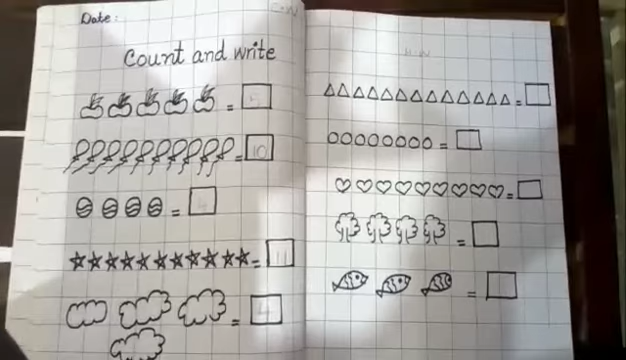 Date:
C.W
Count and write
= 5
= 10
= 4
= 11
= 4
H.W
=
=
=
=
=